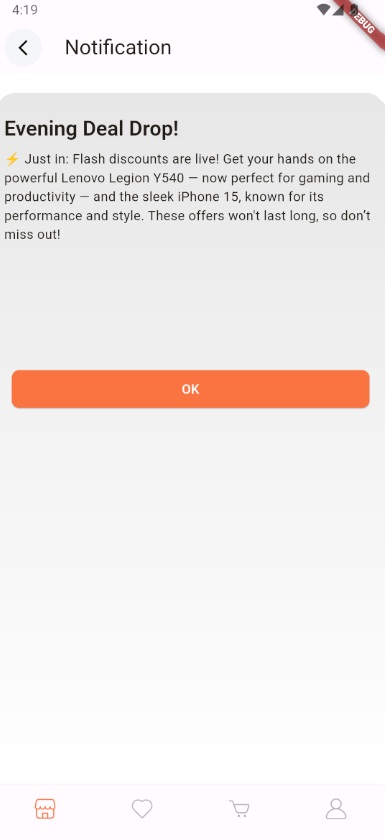 4:19
DEBUG
Notification
Evening Deal Drop!
⚡ Just in: Flash discounts are live! Get your hands on the
powerful Lenovo Legion Y540 — now perfect for gaming and
productivity — and the sleek iPhone 15, known for its
performance and style. These offers won't last long, so don't
miss out!
OK